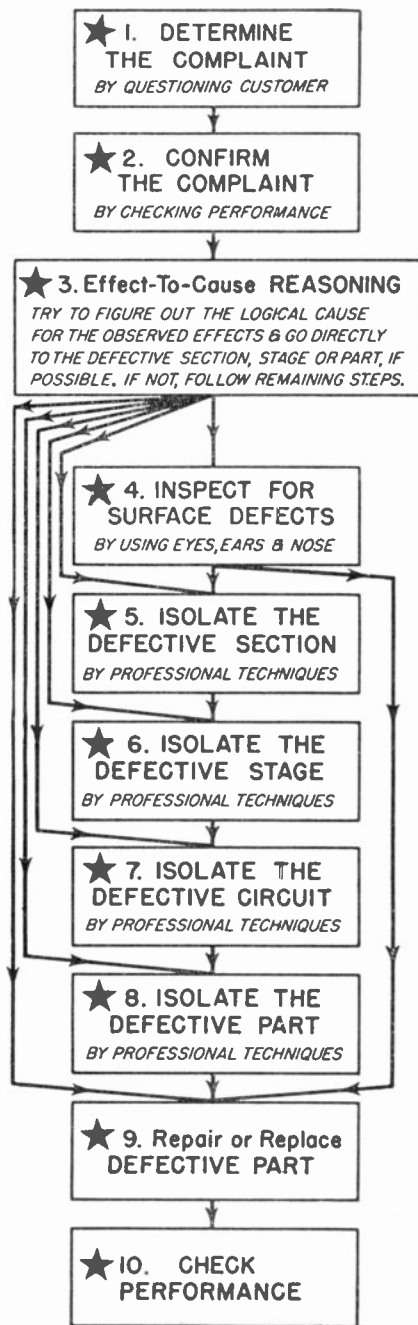 ★ 1. DETERMINE
THE COMPLAINT
BY QUESTIONING CUSTOMER
★ 2. CONFIRM
THE COMPLAINT
BY CHECKING PERFORMANCE
★ 3. Effect-To-Cause REASONING
TRY TO FIGURE OUT THE LOGICAL CAUSE
FOR THE OBSERVED EFFECTS & GO DIRECTLY
TO THE DEFECTIVE SECTION, STAGE OR PART, IF
POSSIBLE. IF NOT, FOLLOW REMAINING STEPS.
★ 4. INSPECT FOR
SURFACE DEFECTS
BY USING EYES, EARS & NOSE
★ 5. ISOLATE THE
DEFECTIVE SECTION
BY PROFESSIONAL TECHNIQUES
★ 6. ISOLATE THE
DEFECTIVE STAGE
BY PROFESSIONAL TECHNIQUES
★ 7. ISOLATE THE
DEFECTIVE CIRCUIT
BY PROFESSIONAL TECHNIQUES
★ 8. ISOLATE THE
DEFECTIVE PART
BY PROFESSIONAL TECHNIQUES
★ 9. Repair or Replace
DEFECTIVE PART
★ 10. CHECK
PERFORMANCE